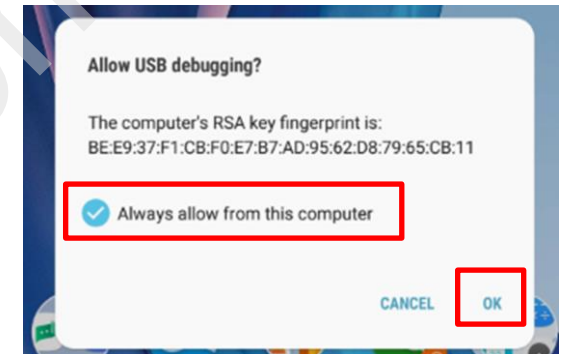 Allow USB debugging?
The computer's RSA key fingerprint is:
BE:E9:37:F1:CB:F0:E7:B7:AD:95:62:D8:79:65:CB:11
Always allow from this computer
CANCEL OK